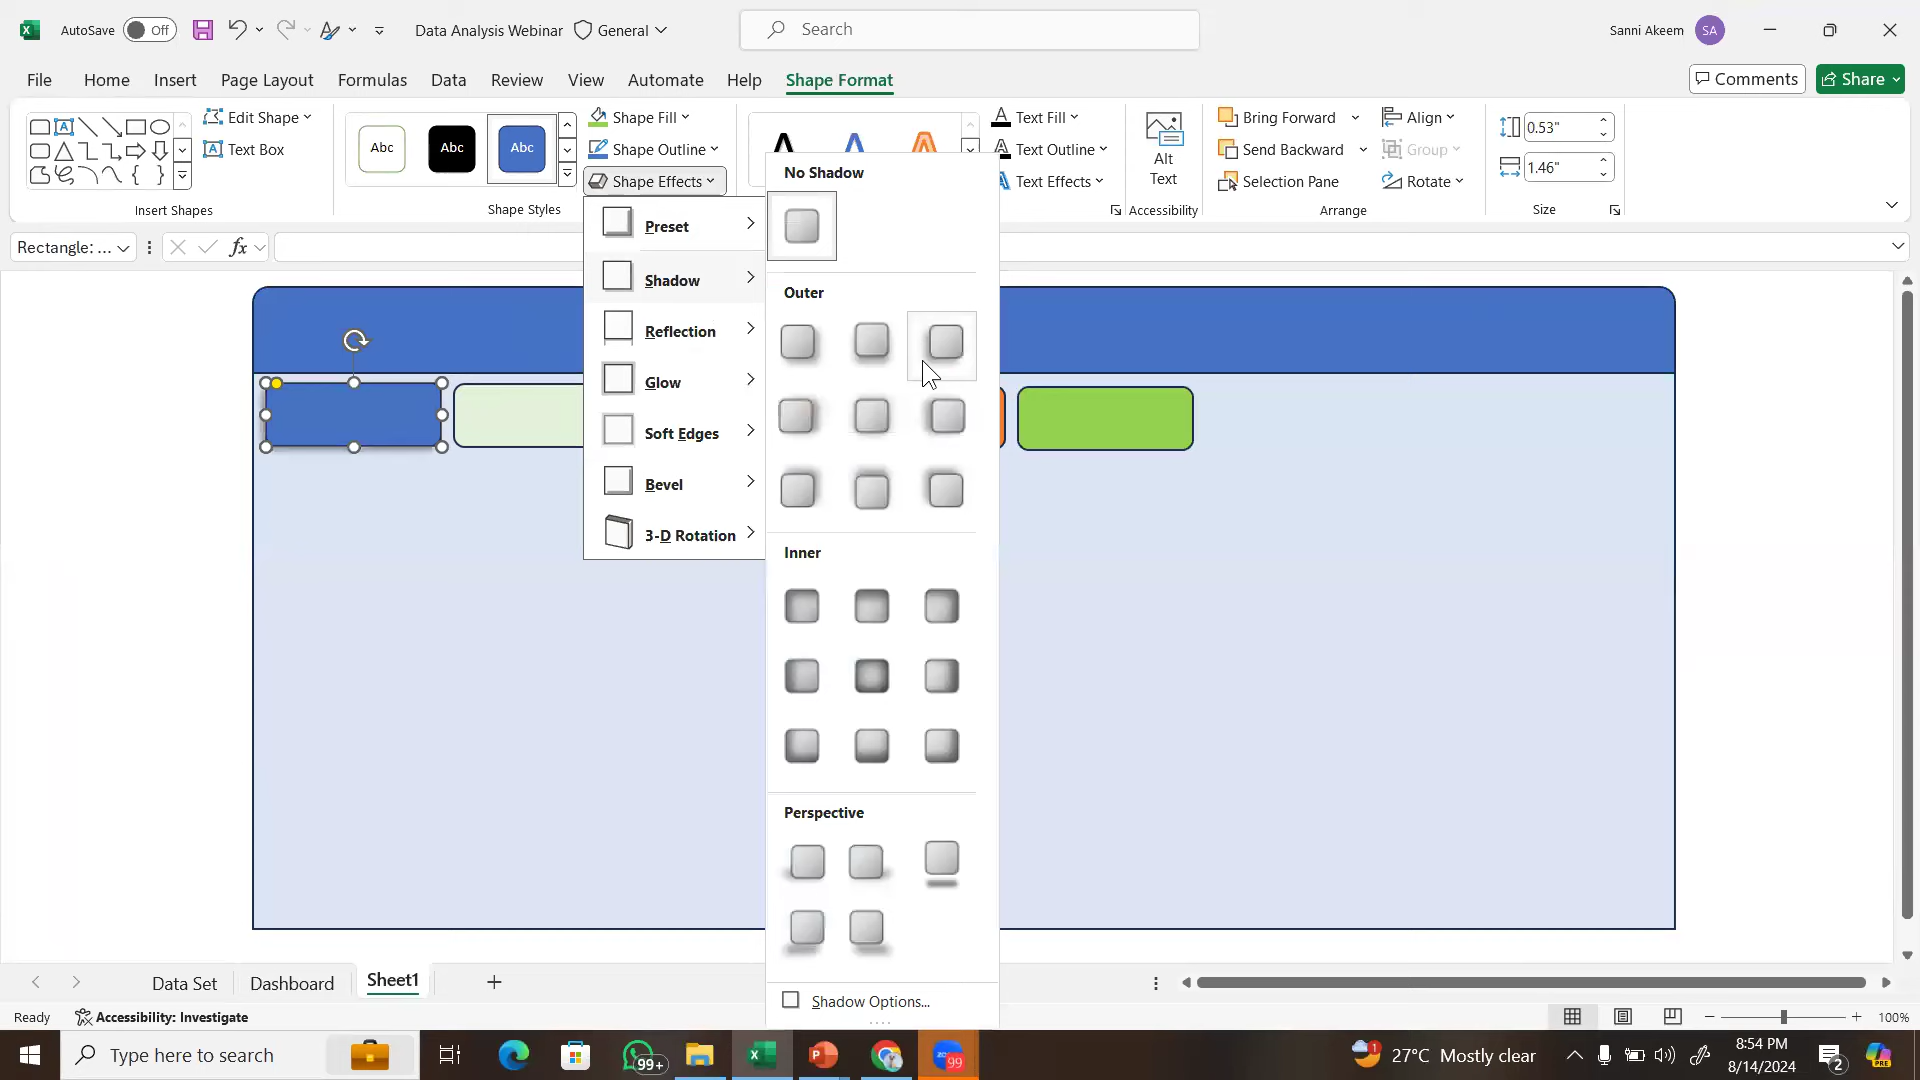 AutoSave Off Data Analysis Webinar General Search Sanni Akeem SA
File Home Insert Page Layout Formulas Data Review View Automate Help Shape Format Comments Share
Edit Shape
Text Box
Insert Shapes
Abc Abc Abc
Shape Styles
Shape Fill
Shape Outline
Shape Effects
Text Fill
Text Outline
Text Effects
Alt
Text
Accessibility
Bring Forward
Send Backward
Selection Pane
Align
Group
Rotate
Arrange
0.53"
1.46"
Size
Rectangle: ... fx
Preset
Shadow
Reflection
Glow
Soft Edges
Bevel
3-D Rotation
No Shadow
Outer
Inner
Perspective
Shadow Options...
Data Set Dashboard Sheet1
Ready Accessibility: Investigate 100%
Type here to search 99+ 99 27°C Mostly clear 8:54 PM
8/14/2024 2 PRE